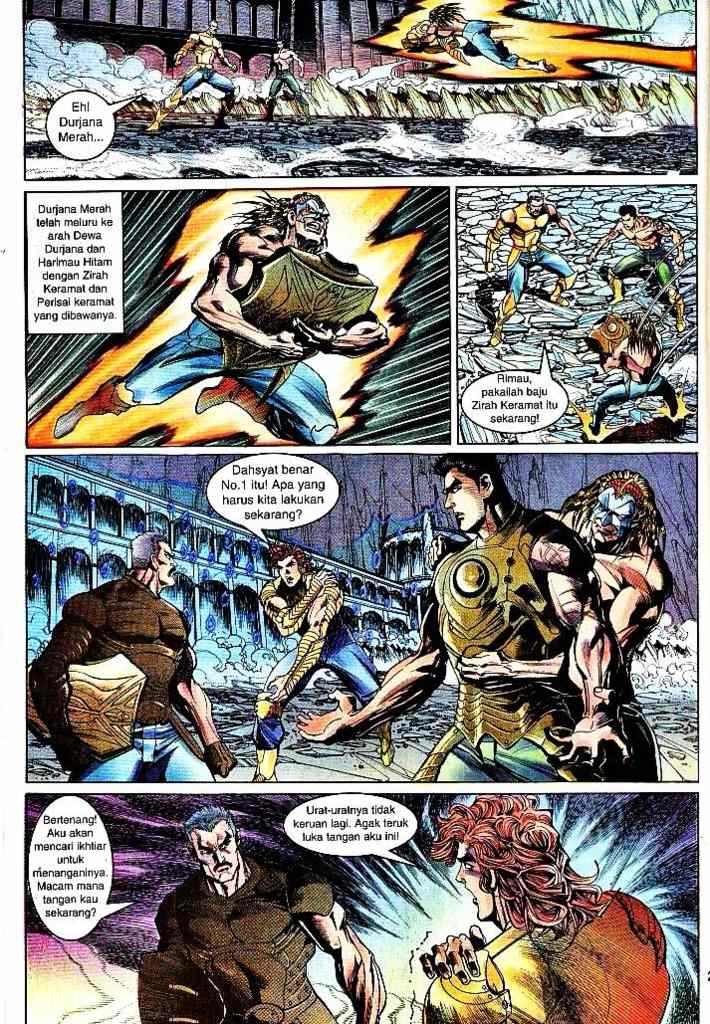 Eh!
Durjana
Merah...
Durjana Merah
telah meluru ke
arah Dewa
Durjana dan
Harimau Hitam
dengan Zirah
Keramat dan
Perisai keramat
yang dibawanya.
Rimau,
pakailah baju
Zirah Keramat itu
sekarang!
Dahsyat benar
No.1 itu! Apa yang
harus kita lakukan
sekarang?
Bertenang!
Aku akan
mencari ikhtiar
untuk
menanganinya.
Macam mana
tangan kau
sekarang?
Urat-uratnya tidak
keruan lagi. Agak teruk
luka tangan aku ini!